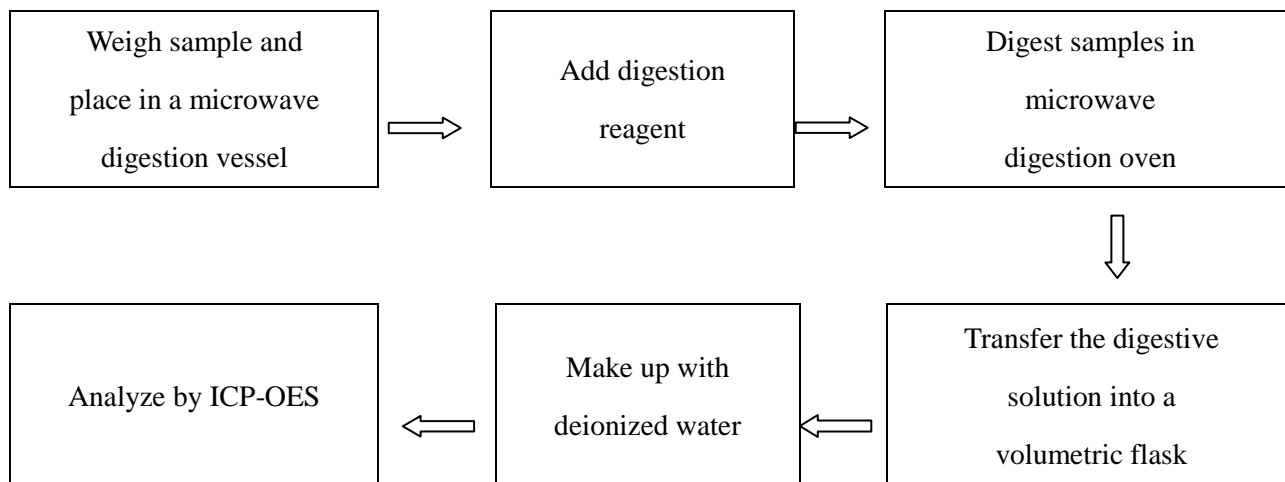 Weigh sample and
place in a microwave
digestion vessel
Add digestion
reagent
Digest samples in
microwave
digestion oven
Transfer the digestive
solution into a
volumetric flask
Make up with
deionized water
Analyze by ICP-OES